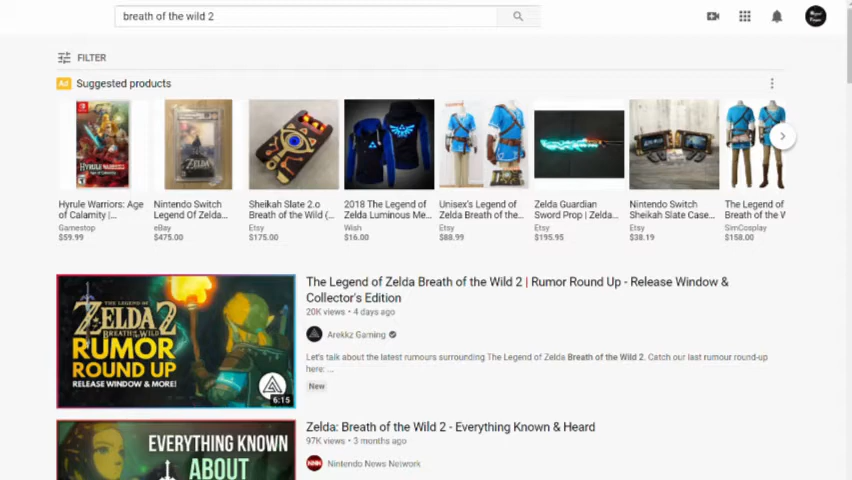 breath of the wild 2
FILTER
Ad Suggested products
Hyrule Warriors: Age of Calamity |...
Gamestop
$59.99
Nintendo Switch Legend Of Zelda...
eBay
$475.00
Sheikah Slate 2.o Breath of the Wild (...
Etsy
$175.00
2018 The Legend of Zelda Luminous Me...
Wish
$16.00
Unisex's Legend of Zelda Breath of the...
Etsy
$88.99
Zelda Guardian Sword Prop | Zelda...
Etsy
$195.95
Nintendo Switch Sheikah Slate Case...
Etsy
$38.19
The Legend of Breath of the W
SimCosplay
$158.00
THE LEGEND OF
ZELDA 2
BREATH OF THE WILD
RUMOR
ROUND UP
RELEASE WINDOW & MORE!
6:15
The Legend of Zelda Breath of the Wild 2 | Rumor Round Up - Release Window &
Collector's Edition
20K views • 4 days ago
Arekkz Gaming
Let's talk about the latest rumours surrounding The Legend of Zelda Breath of the Wild 2. Catch our last rumour round-up
here: ...
New
EVERYTHING KNOWN
ABOUT
Zelda: Breath of the Wild 2 - Everything Known & Heard
97K views • 3 months ago
NNN Nintendo News Network